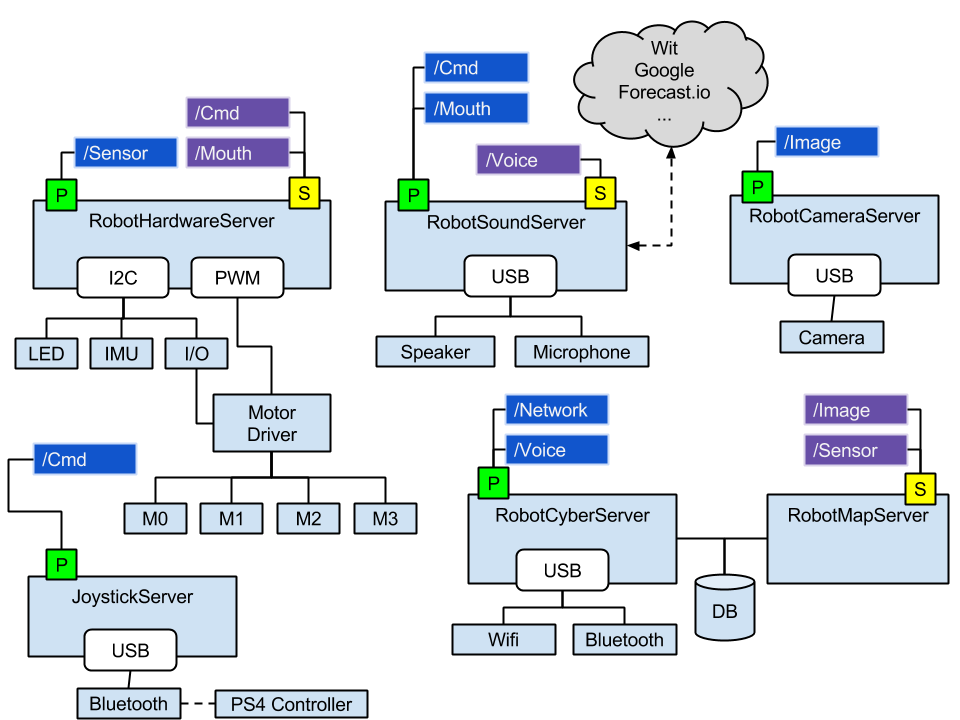 /Cmd
/Mouth
/Sensor
P
S
RobotHardwareServer
I2C
PWM
LED
IMU
I/O
Motor
Driver
M0
M1
M2
M3
/Cmd
/Mouth
/Voice
P
S
RobotSoundServer
USB
Speaker
Microphone
Wit
Google
Forecast.io
...
/Image
P
RobotCameraServer
USB
Camera
/Cmd
P
JoystickServer
USB
Bluetooth
PS4 Controller
/Network
/Voice
P
RobotCyberServer
USB
Wifi
Bluetooth
DB
/Image
/Sensor
S
RobotMapServer